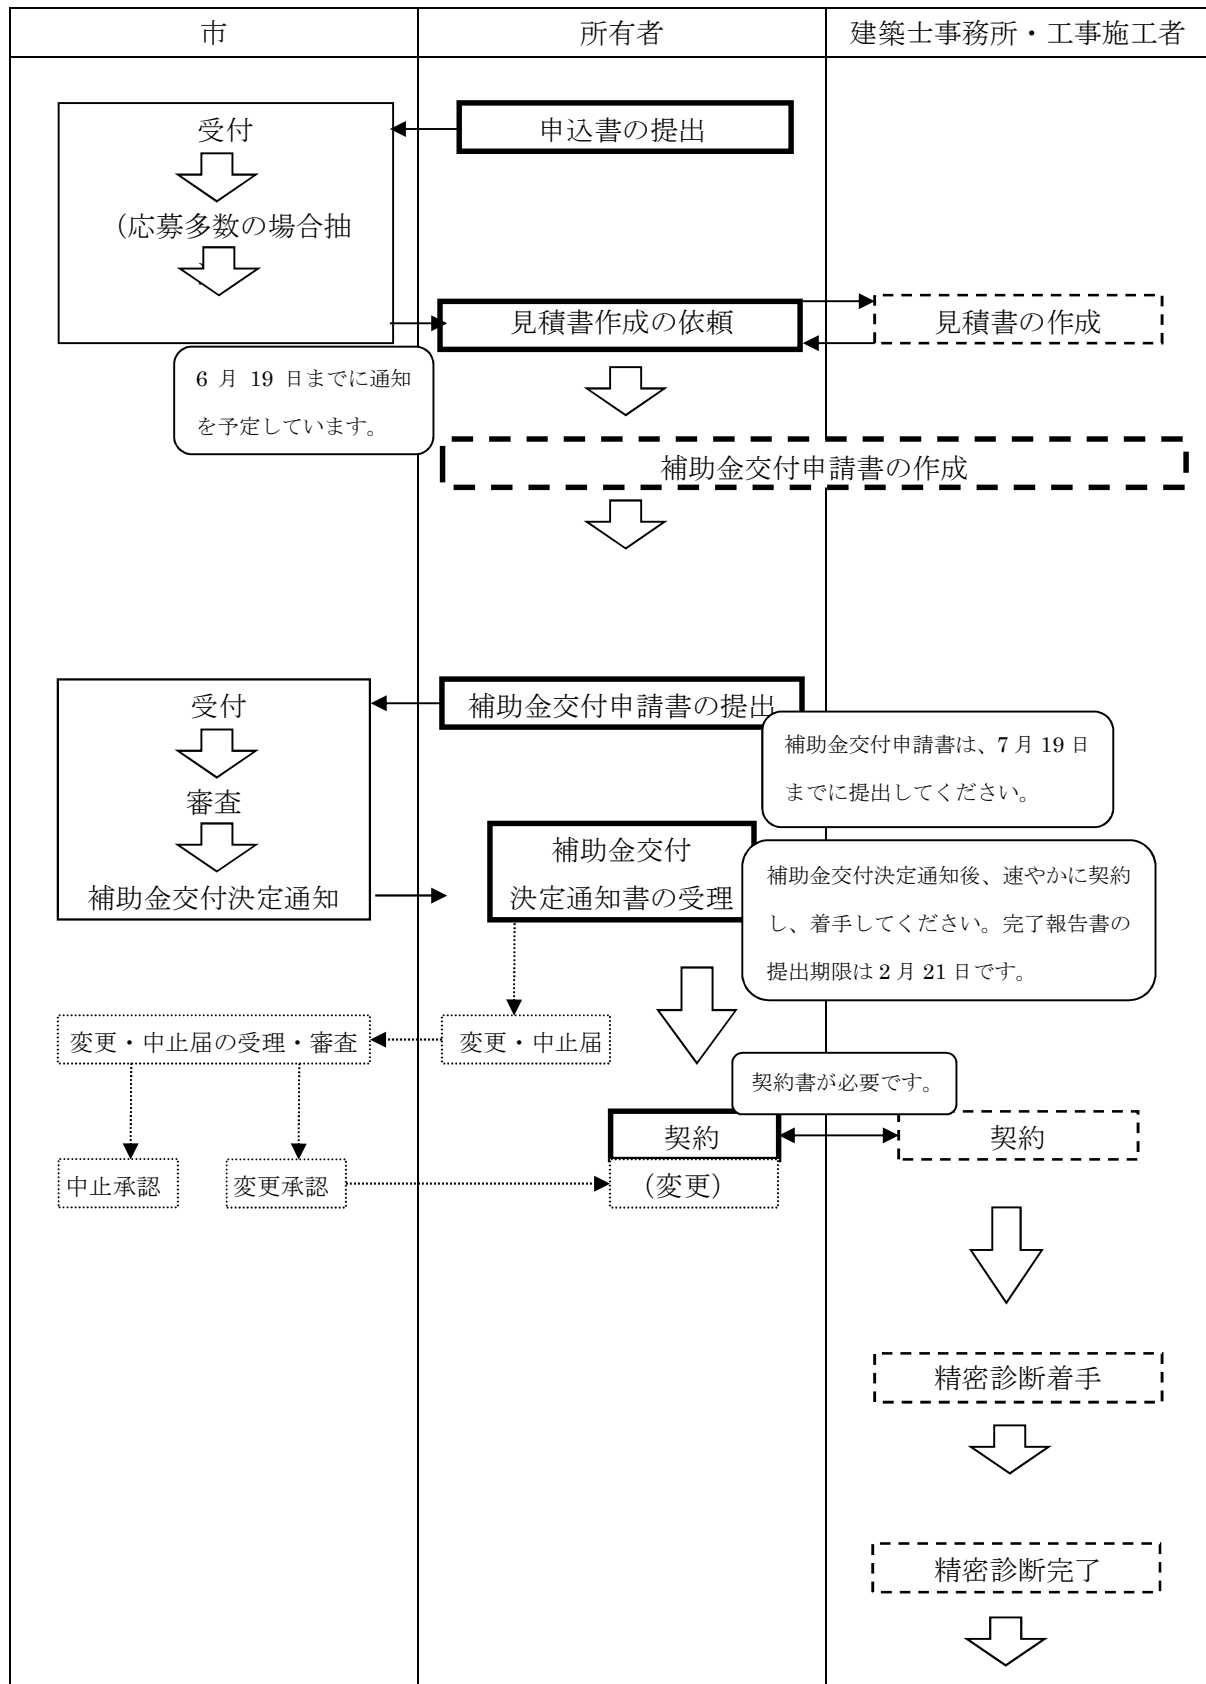 市
所有者
建築士事務所・工事施工者
受付
申込書の提出
(応募多数の場合抽
見積書作成の依頼
見積書の作成
6 月 19 日までに通知
を予定しています。
補助金交付申請書の作成
受付
補助金交付申請書の提出
補助金交付申請書は、7 月 19 日
までに提出してください。
審査
補助金交付
決定通知書の受理
補助金交付決定通知
補助金交付決定通知後、速やかに契約
し、着手してください。完了報告書の
提出期限は 2 月 21 日です。
変更・中止届の受理・審査
変更・中止届
契約書が必要です。
契約
契約
中止承認
変更承認
(変更)
精密診断着手
精密診断完了